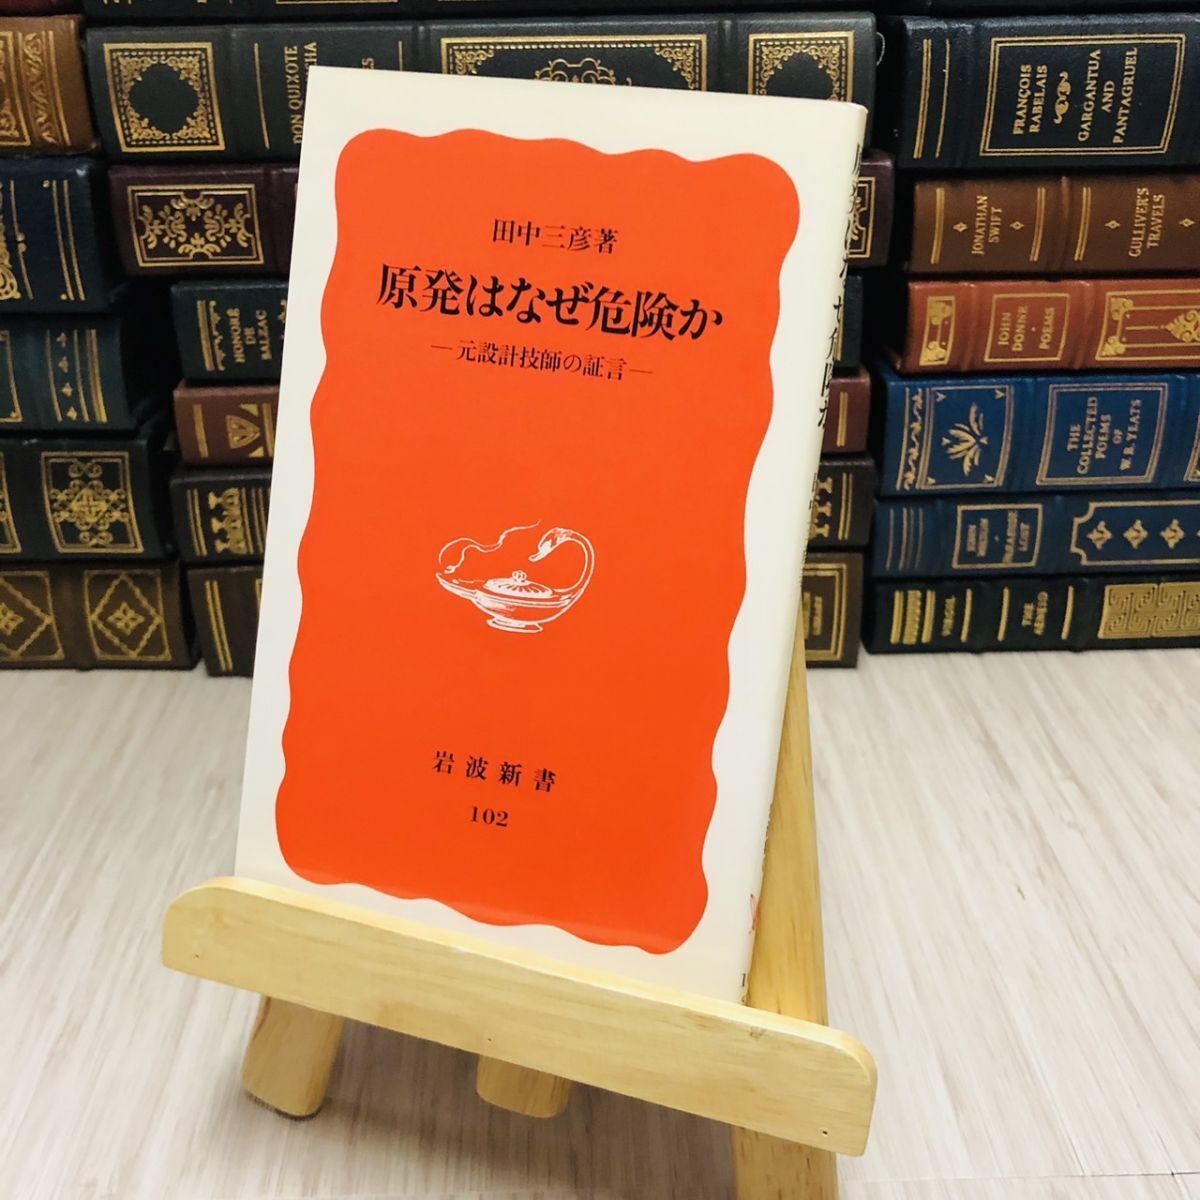 田中三彦著
原発はなぜ危険か
—元設計技師の証言—
岩波新書
102
DON QUIXOTE
HONORÉ
DE
BALZAC
FRANÇOIS
RABELAIS
GARGANTUA
AND
PANTAGRUEL
JONATHAN
SWIFT
GULLIVER'S
TRAVELS
JOHN
DONNE
POEMS
THE
COLLECTED
POEMS
OF
W. B. YEATS
PARADISE
LOST
VIRGIL
THE
AENEID